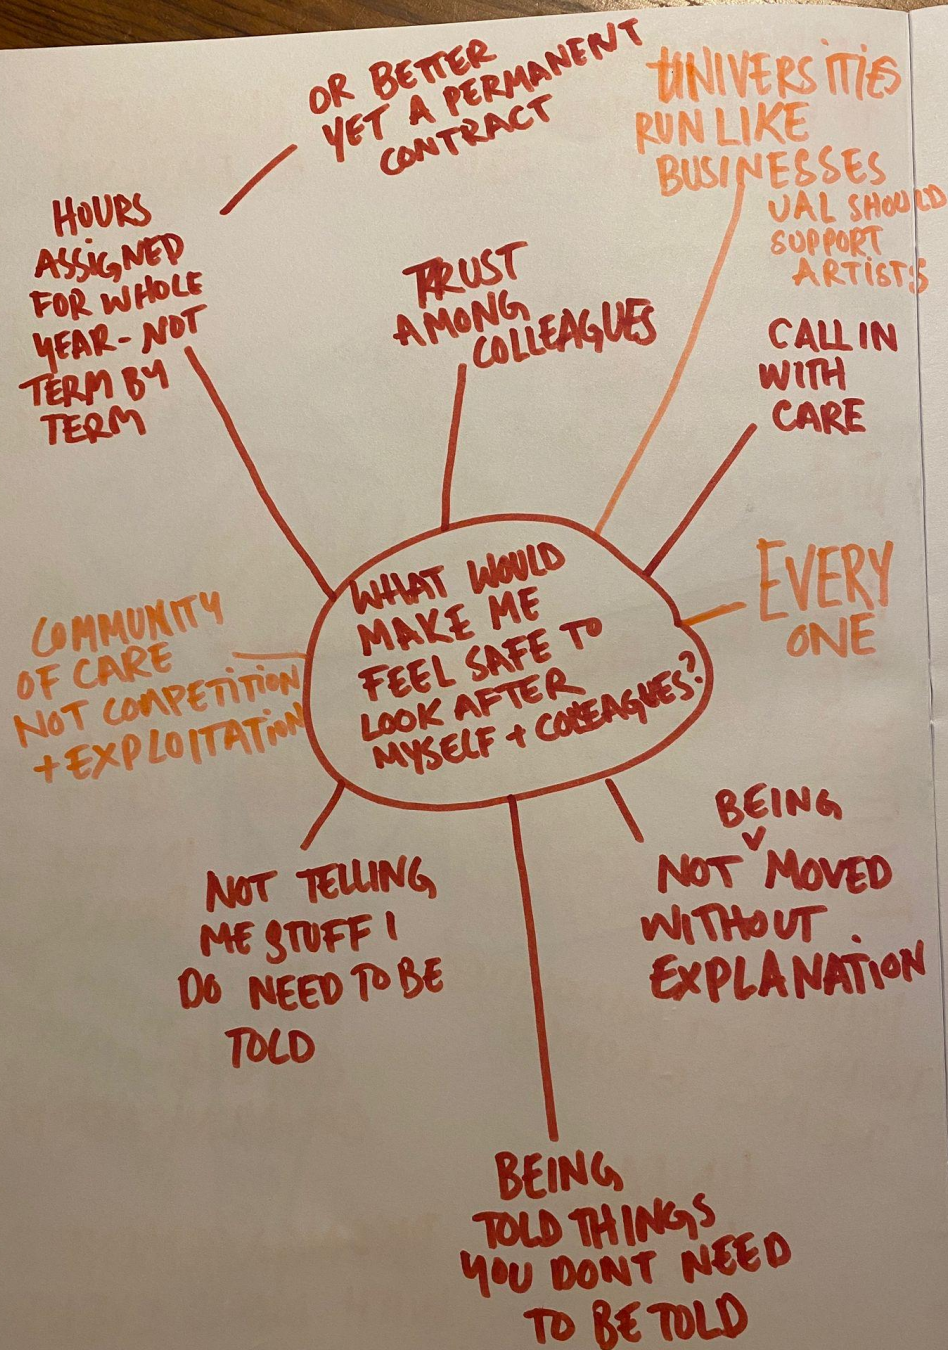 OR BETTER
YET A PERMANENT
CONTRACT
UNIVERSITIES
RUN LIKE
BUSINESSES
UAL SHOULD
SUPPORT
ARTISTS
HOURS
ASSIGNED
FOR WHOLE
YEAR - NOT
TERM BY
TERM
TRUST
AMONG
COLLEAGUES
CALL IN
WITH
CARE
WHAT WOULD
MAKE ME
FEEL SAFE TO
LOOK AFTER
MYSELF + COLEAGUES?
EVERY
ONE
COMMUNITY
OF CARE
NOT COMPETITION
+ EXPLOITATION
NOT TELLING
ME STUFF I
DO NEED TO BE
TOLD
BEING
NOT MOVED
WITHOUT
EXPLANATION
BEING
TOLD THINGS
YOU DONT NEED
TO BE TOLD